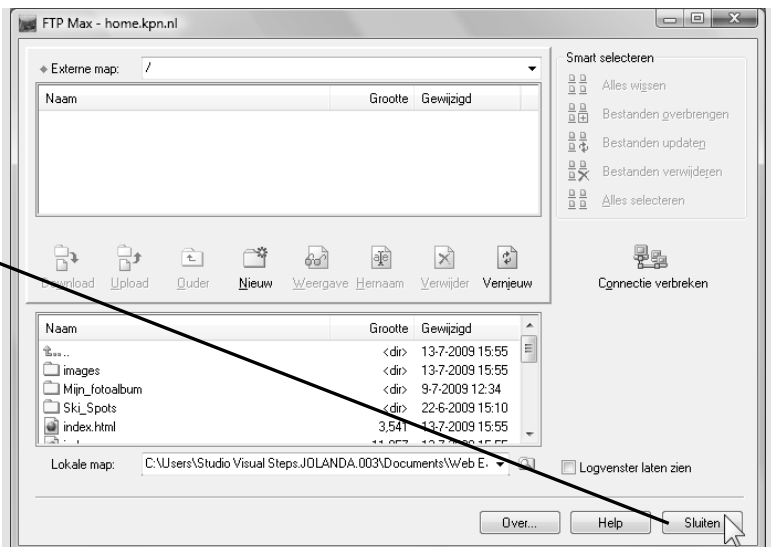 FTP Max - home.kpn.nl
Externe map: /
Naam Grootte Gewijzigd
Download Upload Ouder Nieuw Weergave Hernaam Verwijder Vernieuw
Smart selecteren
Alles wissen
Bestanden overbrengen
Bestanden updaten
Bestanden verwijderen
Alles selecteren
Connectie verbreken
Naam Grootte Gewijzigd
.. <dir> 13-7-2009 15:55
images <dir> 13-7-2009 15:55
Mijn_fotoalbum <dir> 9-7-2009 12:34
Ski_Spots <dir> 22-6-2009 15:10
index.html 3,541 13-7-2009 15:55
Lokale map: C:\Users\Studio Visual Steps.JOLANDA.003\Documents\Web E
Logvenster laten zien
Over... Help Sluiten